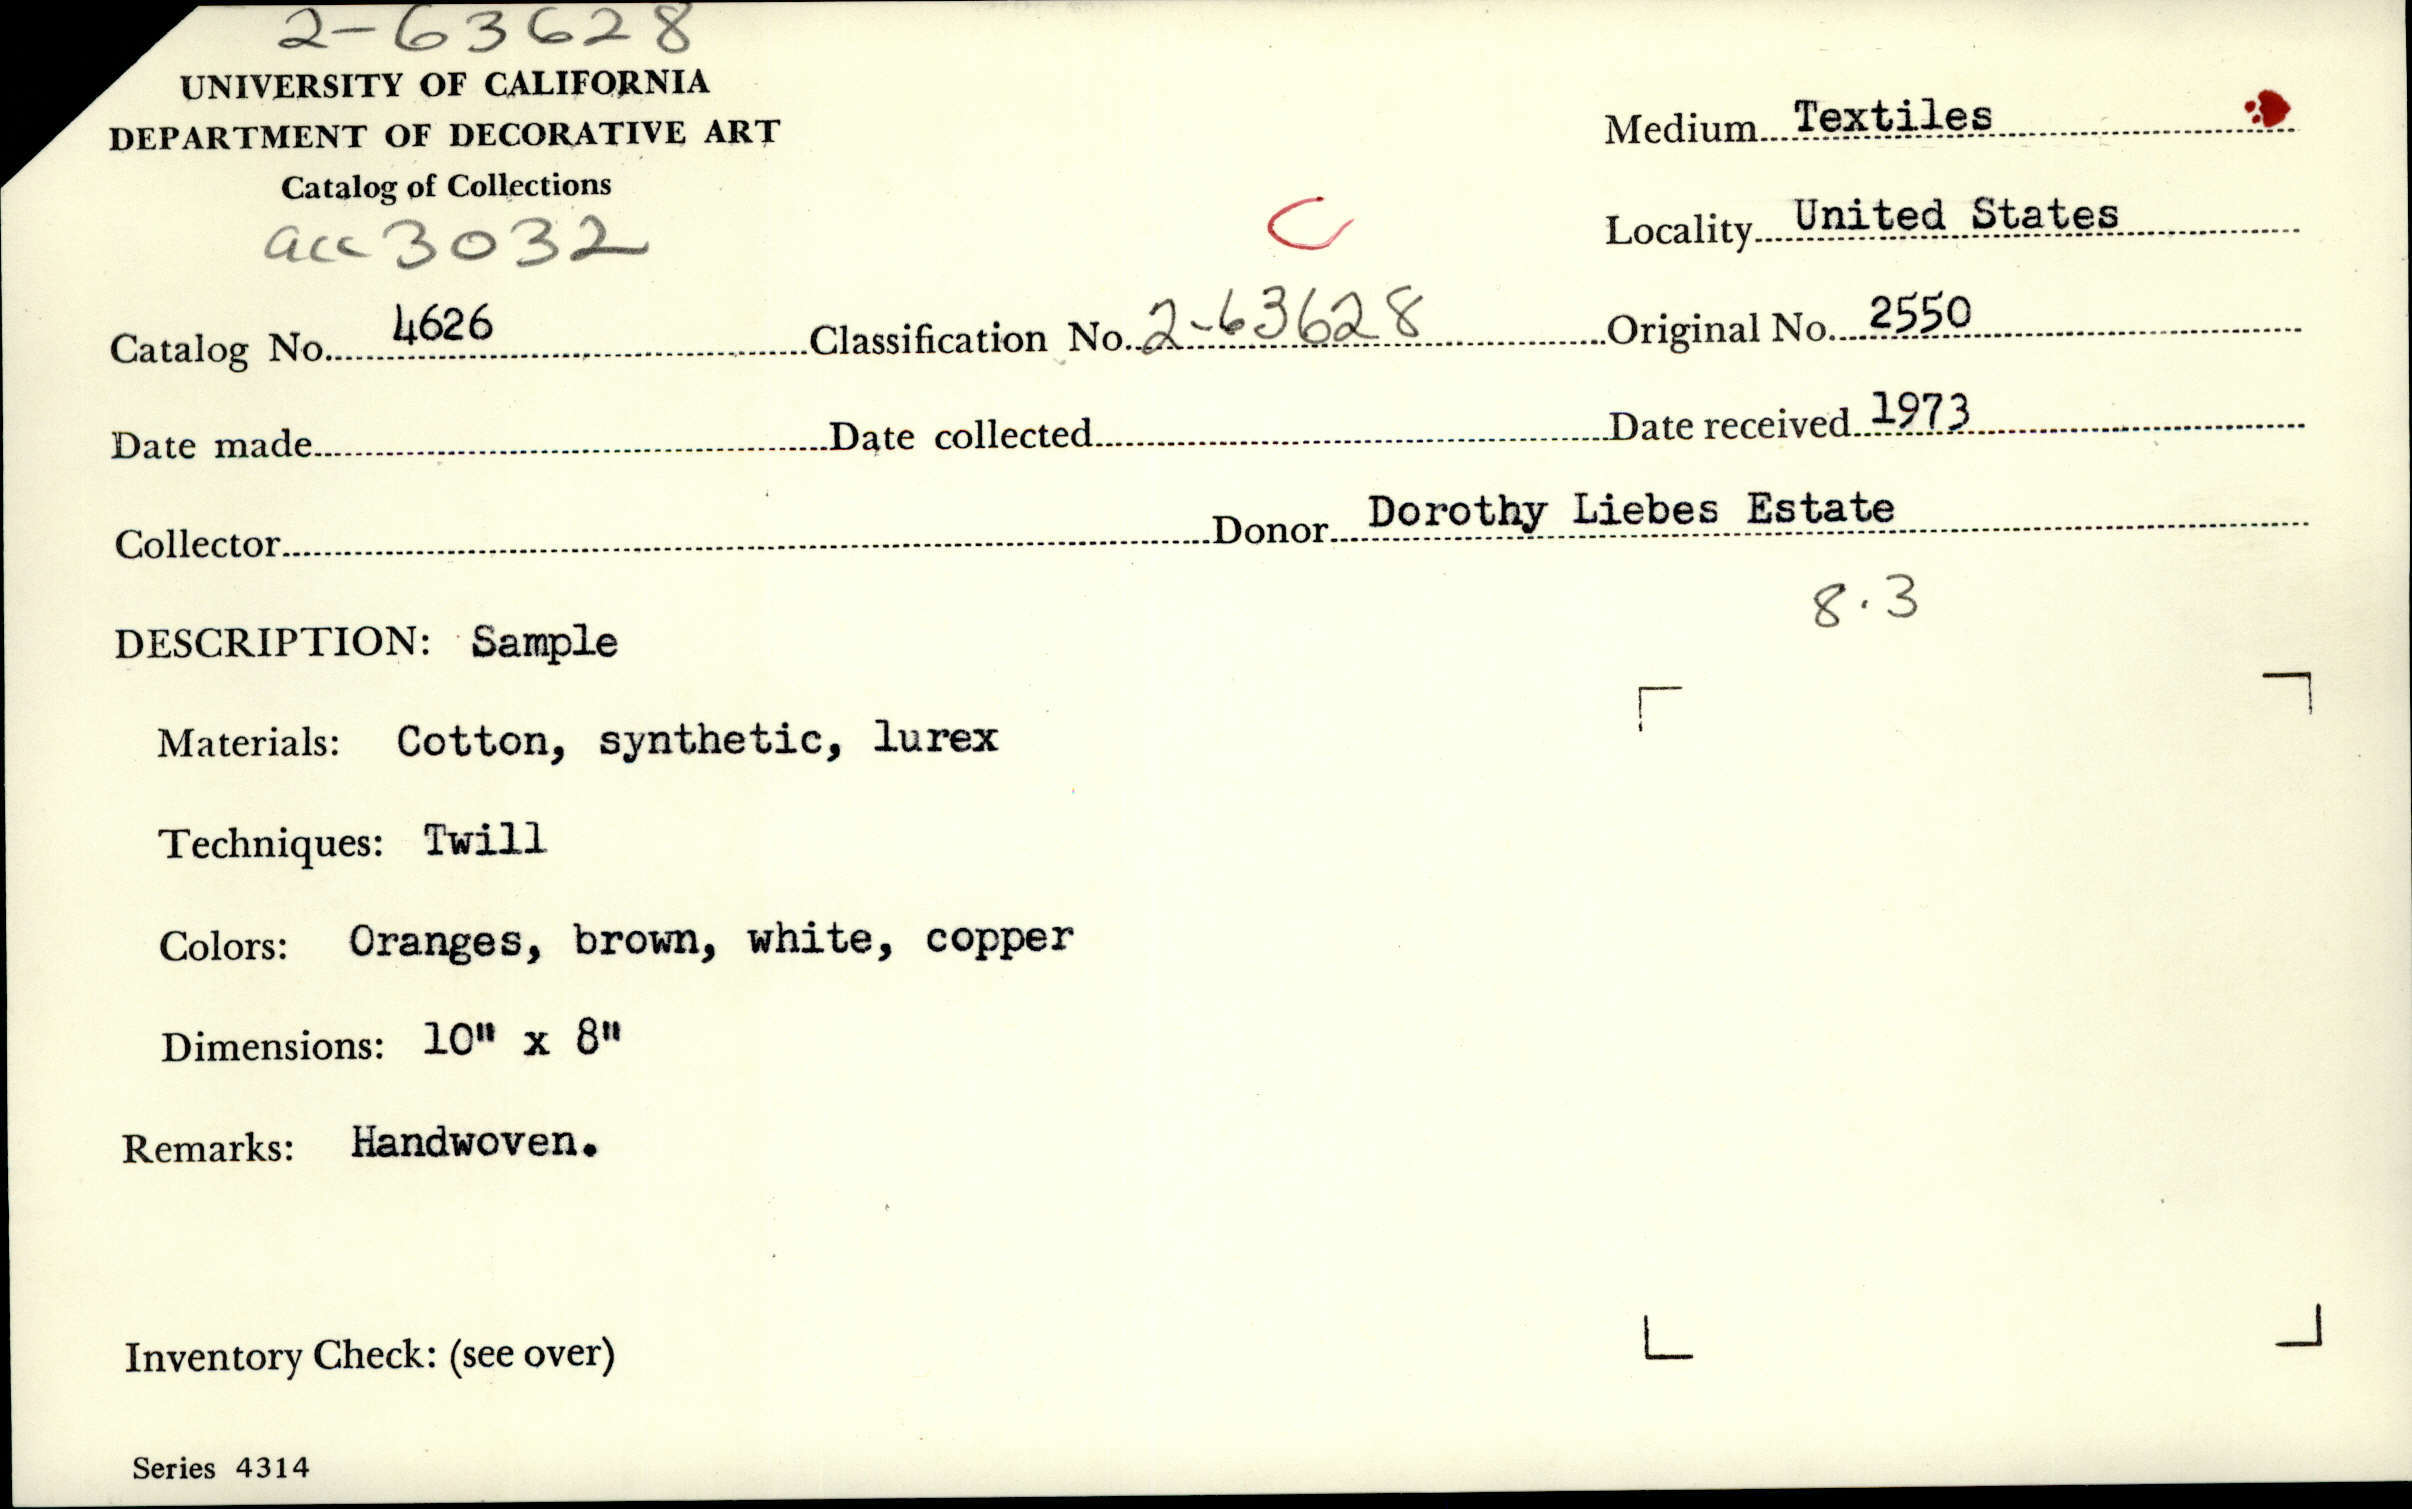 2-63628
UNIVERSITY OF CALIFORNIA
DEPARTMENT OF DECORATIVE ART
Catalog of Collections
acc 3032
C
Medium Textiles
Locality United States
Catalog No. 4626 Classification No. 2-63628 Original No. 2550
Date made Date collected Date received 1973
Collector Donor Dorothy Liebes Estate
8.3
DESCRIPTION: Sample
Materials: Cotton, synthetic, lurex
Techniques: Twill
Colors: Oranges, brown, white, copper
Dimensions: 10" x 8"
Remarks: Handwoven.
Inventory Check: (see over)
Series 4314